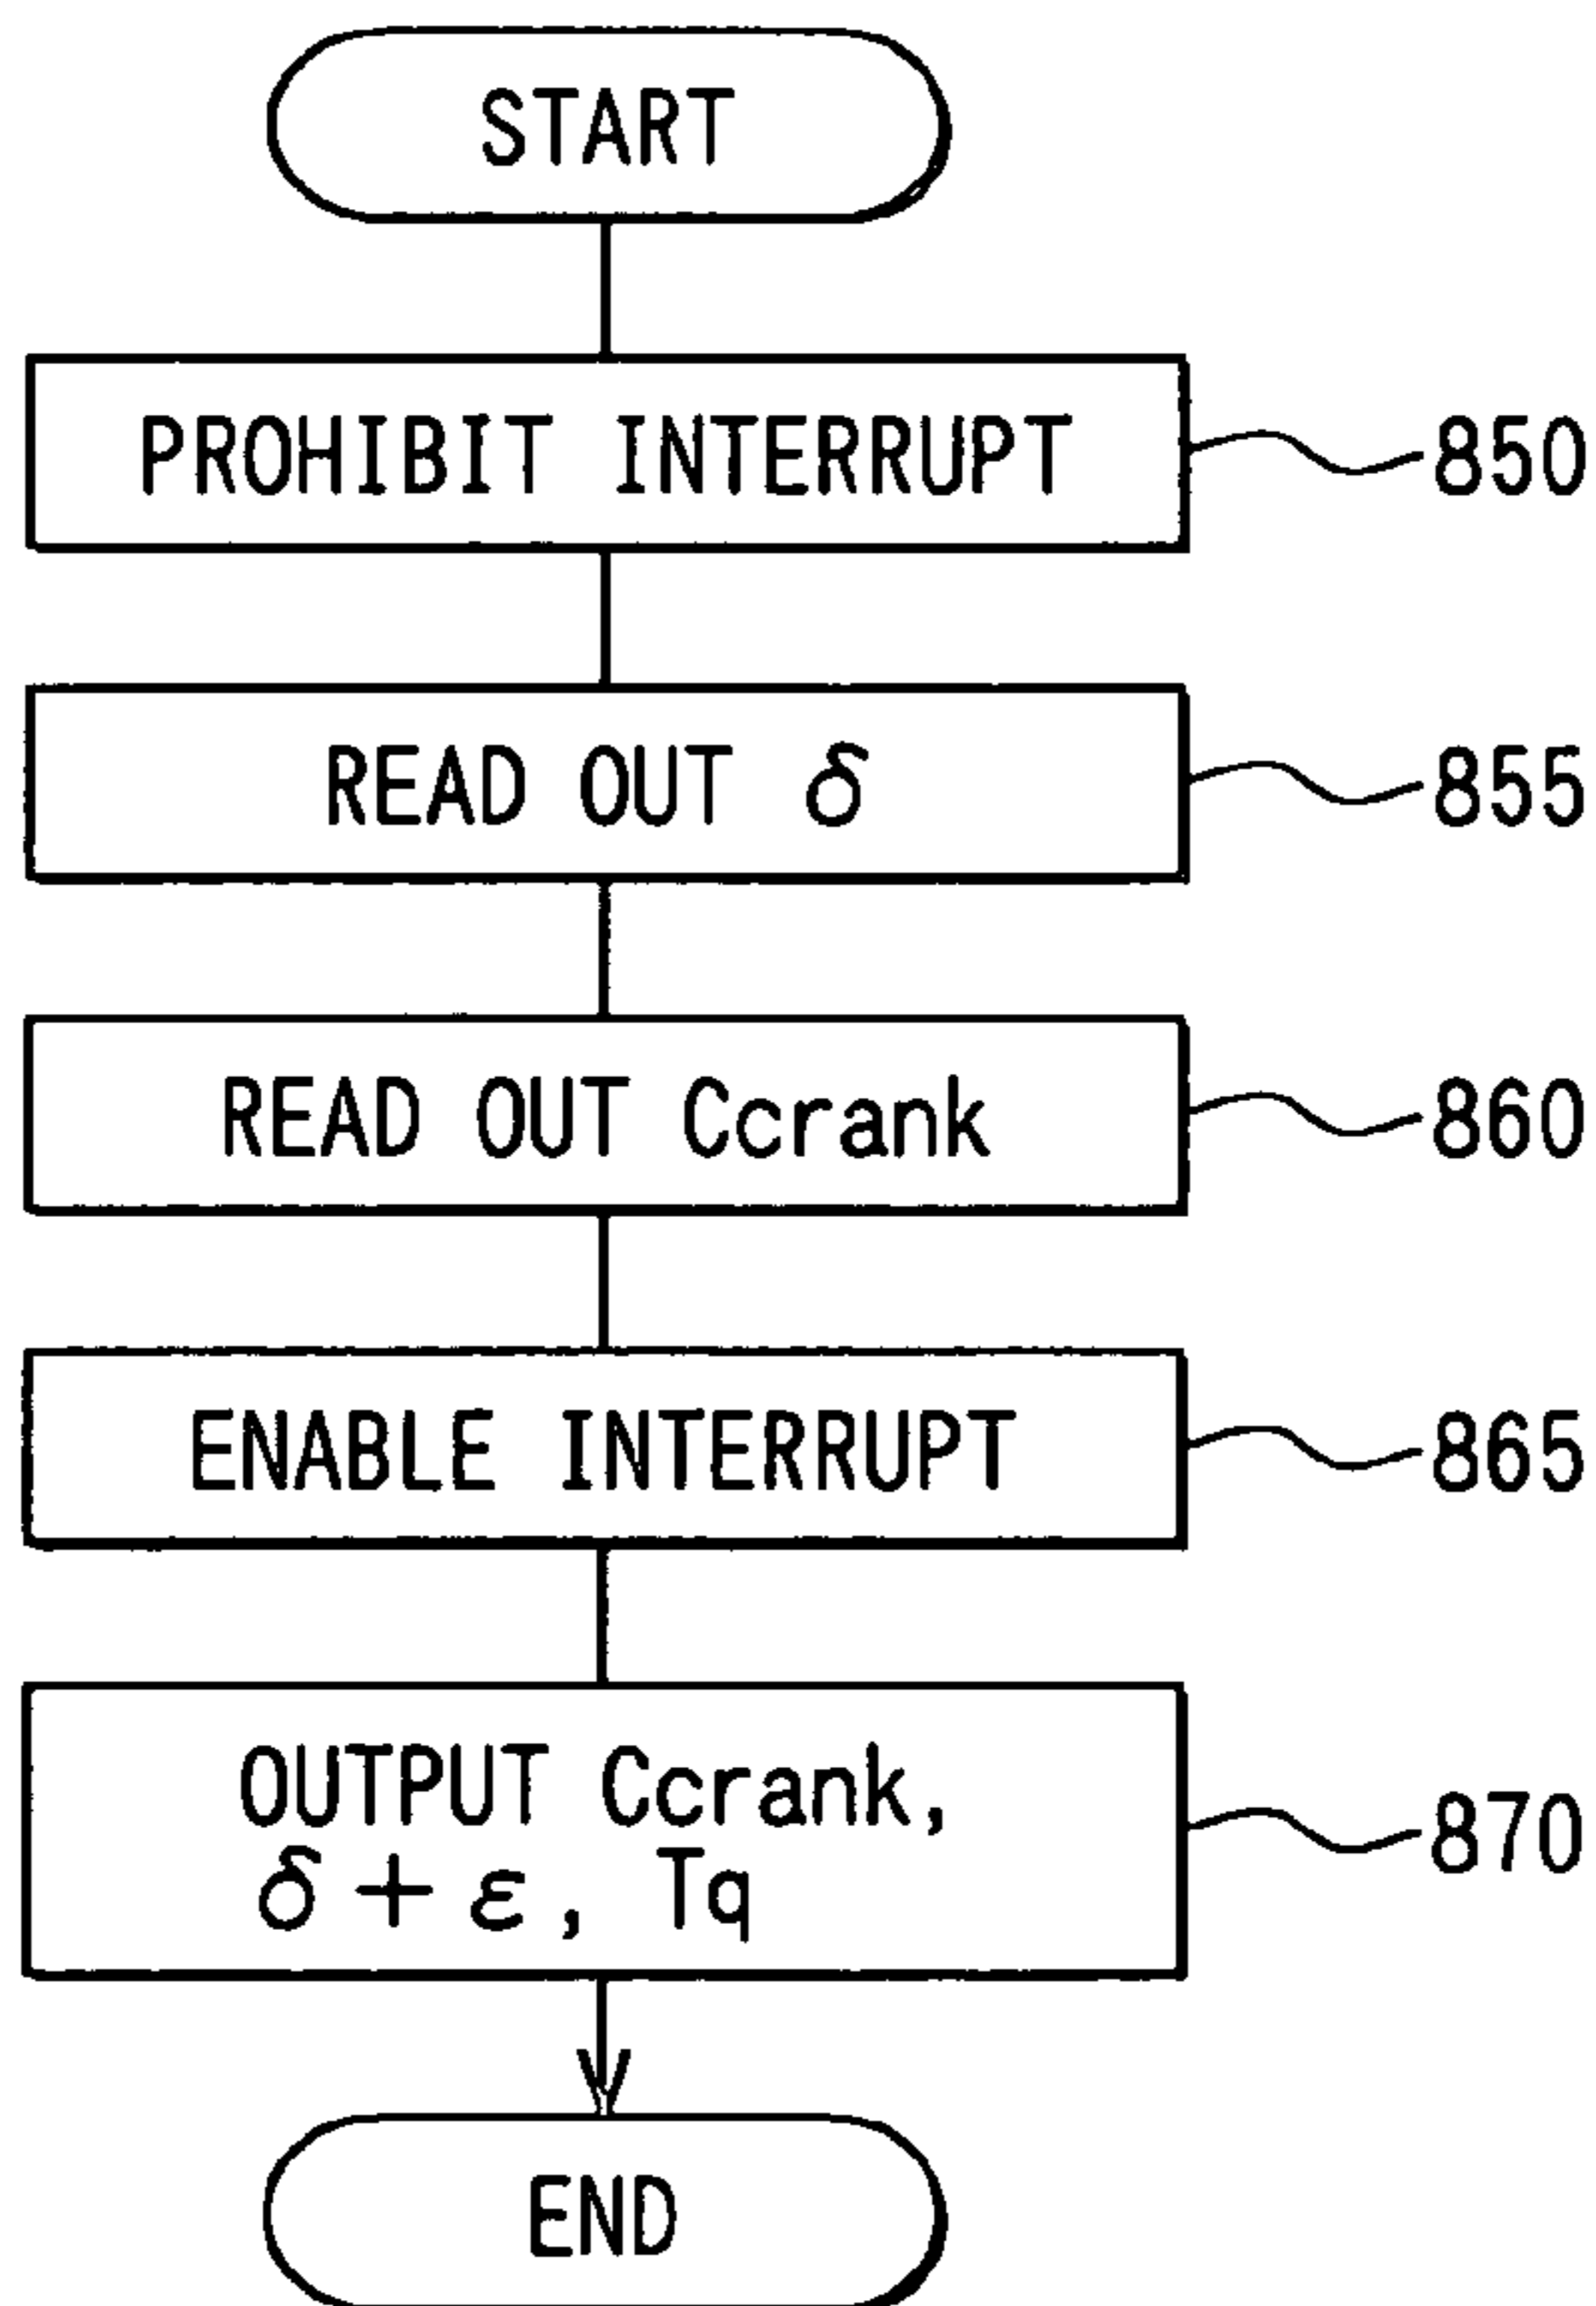 START
PROHIBIT INTERRUPT
850
READ OUT δ
855
READ OUT Ccrank
860
ENABLE INTERRUPT
865
OUTPUT Ccrank,
δ + ε, Tq
870
END